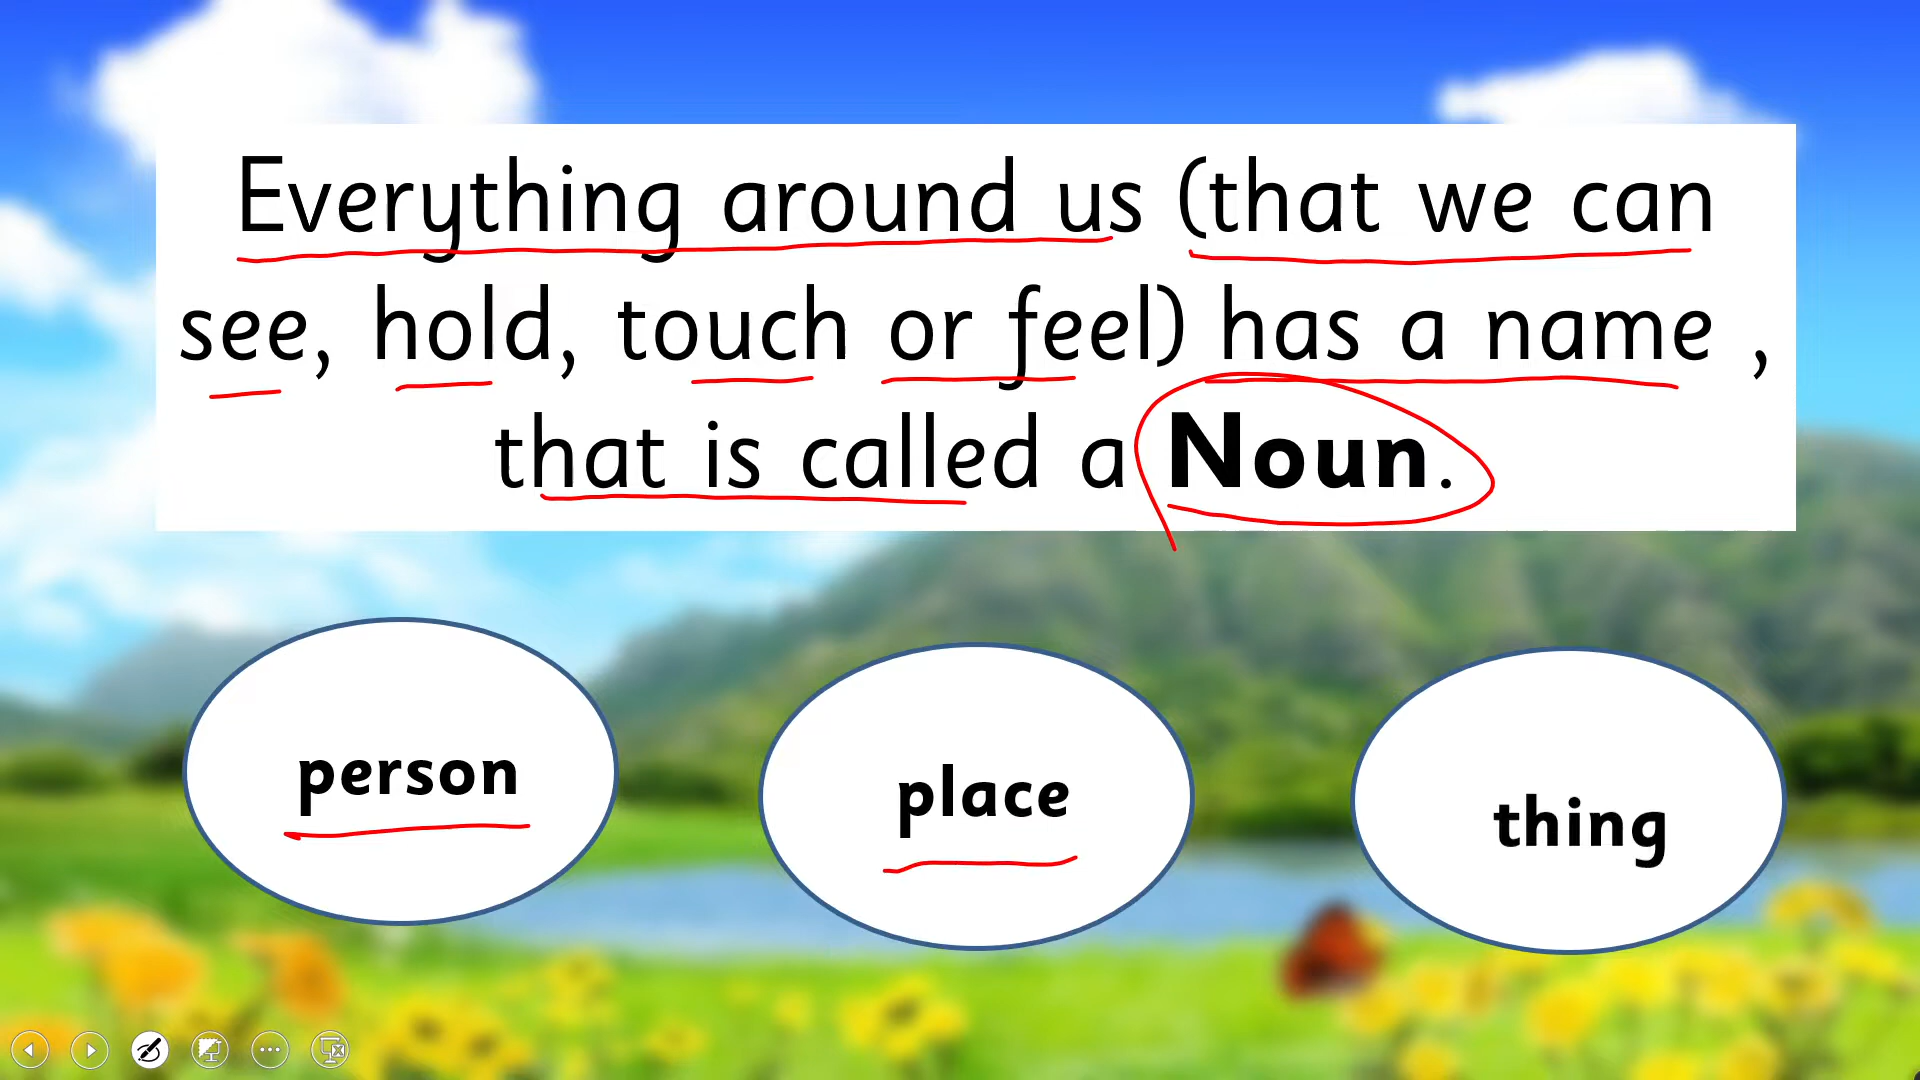 Everything around us (that we can
see, hold, touch or feel) has a name ,
that is called a Noun.
person
place
thing